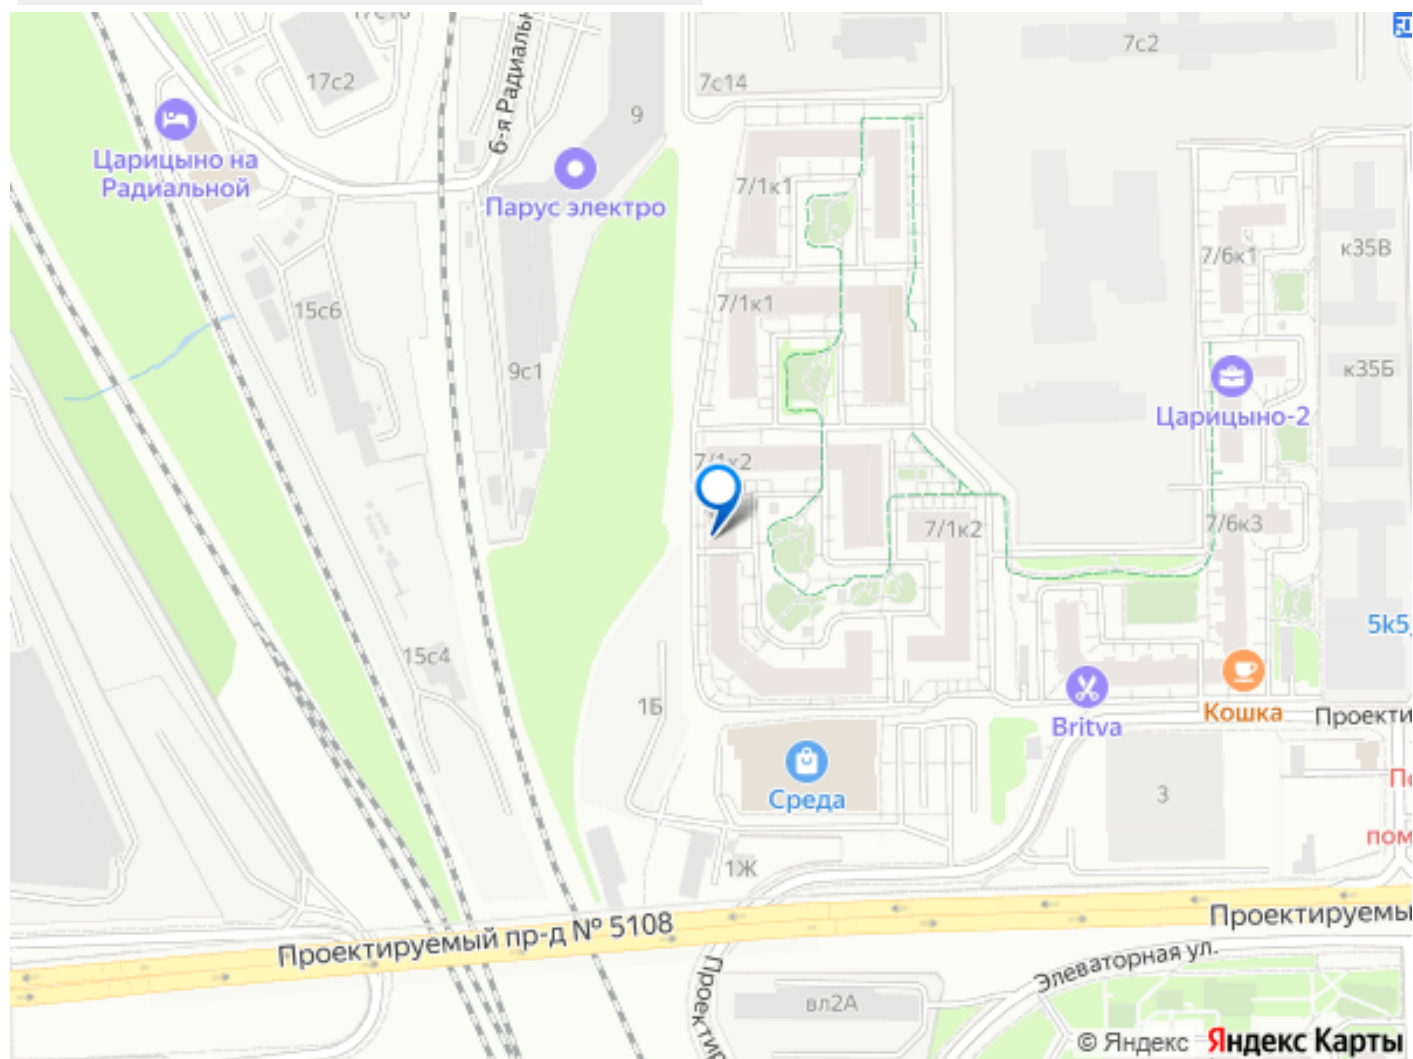 17с2
7с14
7с2
6-я Радиальн
9
Царицыно на
Радиальной
Парус электро
7/1к1
7/6к1
к35В
15с6
7/1к1
9с1
к35Б
Царицыно-2
7/1к2
7/1к2
7/6к3
5к5
15с4
1Б
Britva
Кошка
Проекти
Среда
3
пом
1Ж
Проектируемый пр-д № 5108
Проектируемы
Проектир
Элеваторная ул.
вл2А
© Яндекс Яндекс Карты